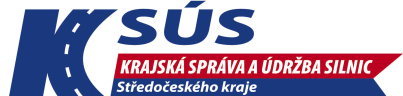 KSÚS
KRAJSKÁ SPRÁVA A ÚDRŽBA SILNIC
Středočeského kraje